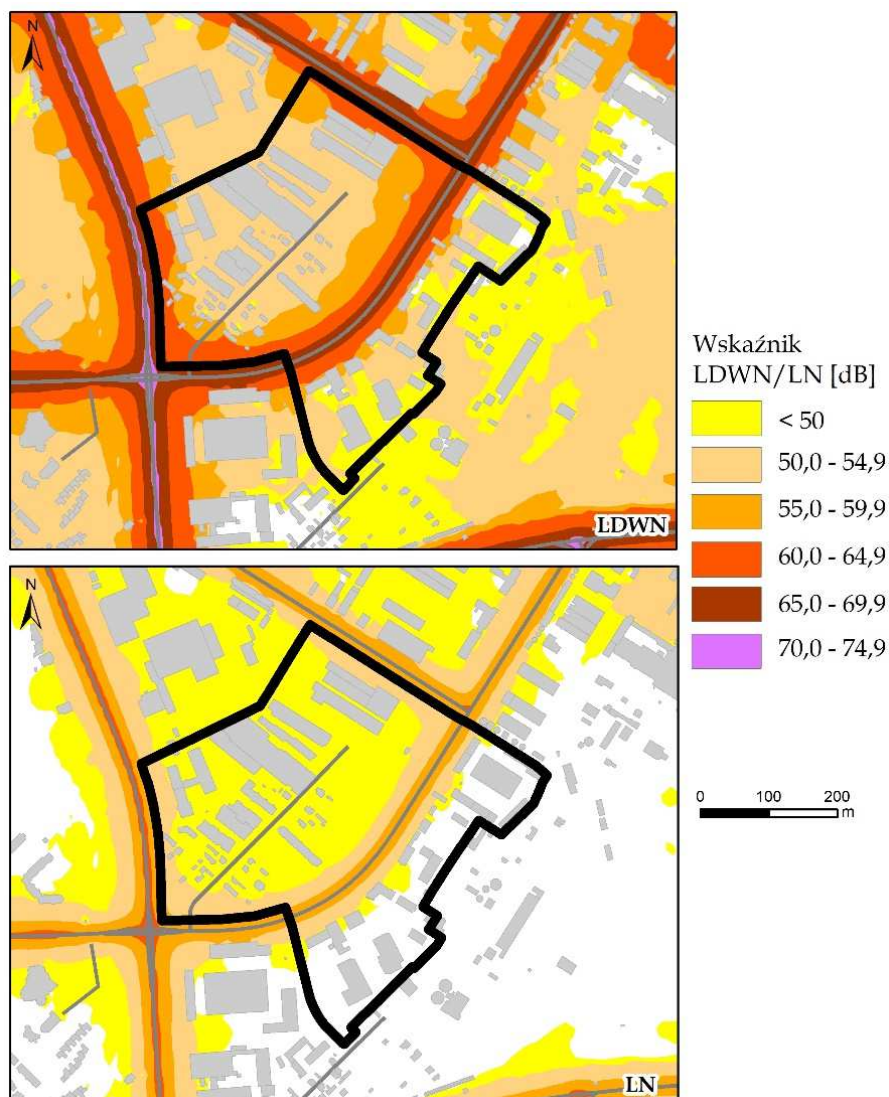 N
LDWN
Wskaźnik
LDWN/LN [dB]
< 50
50,0 - 54,9
55,0 - 59,9
60,0 - 64,9
65,0 - 69,9
70,0 - 74,9
N
0 100 200
m
LN